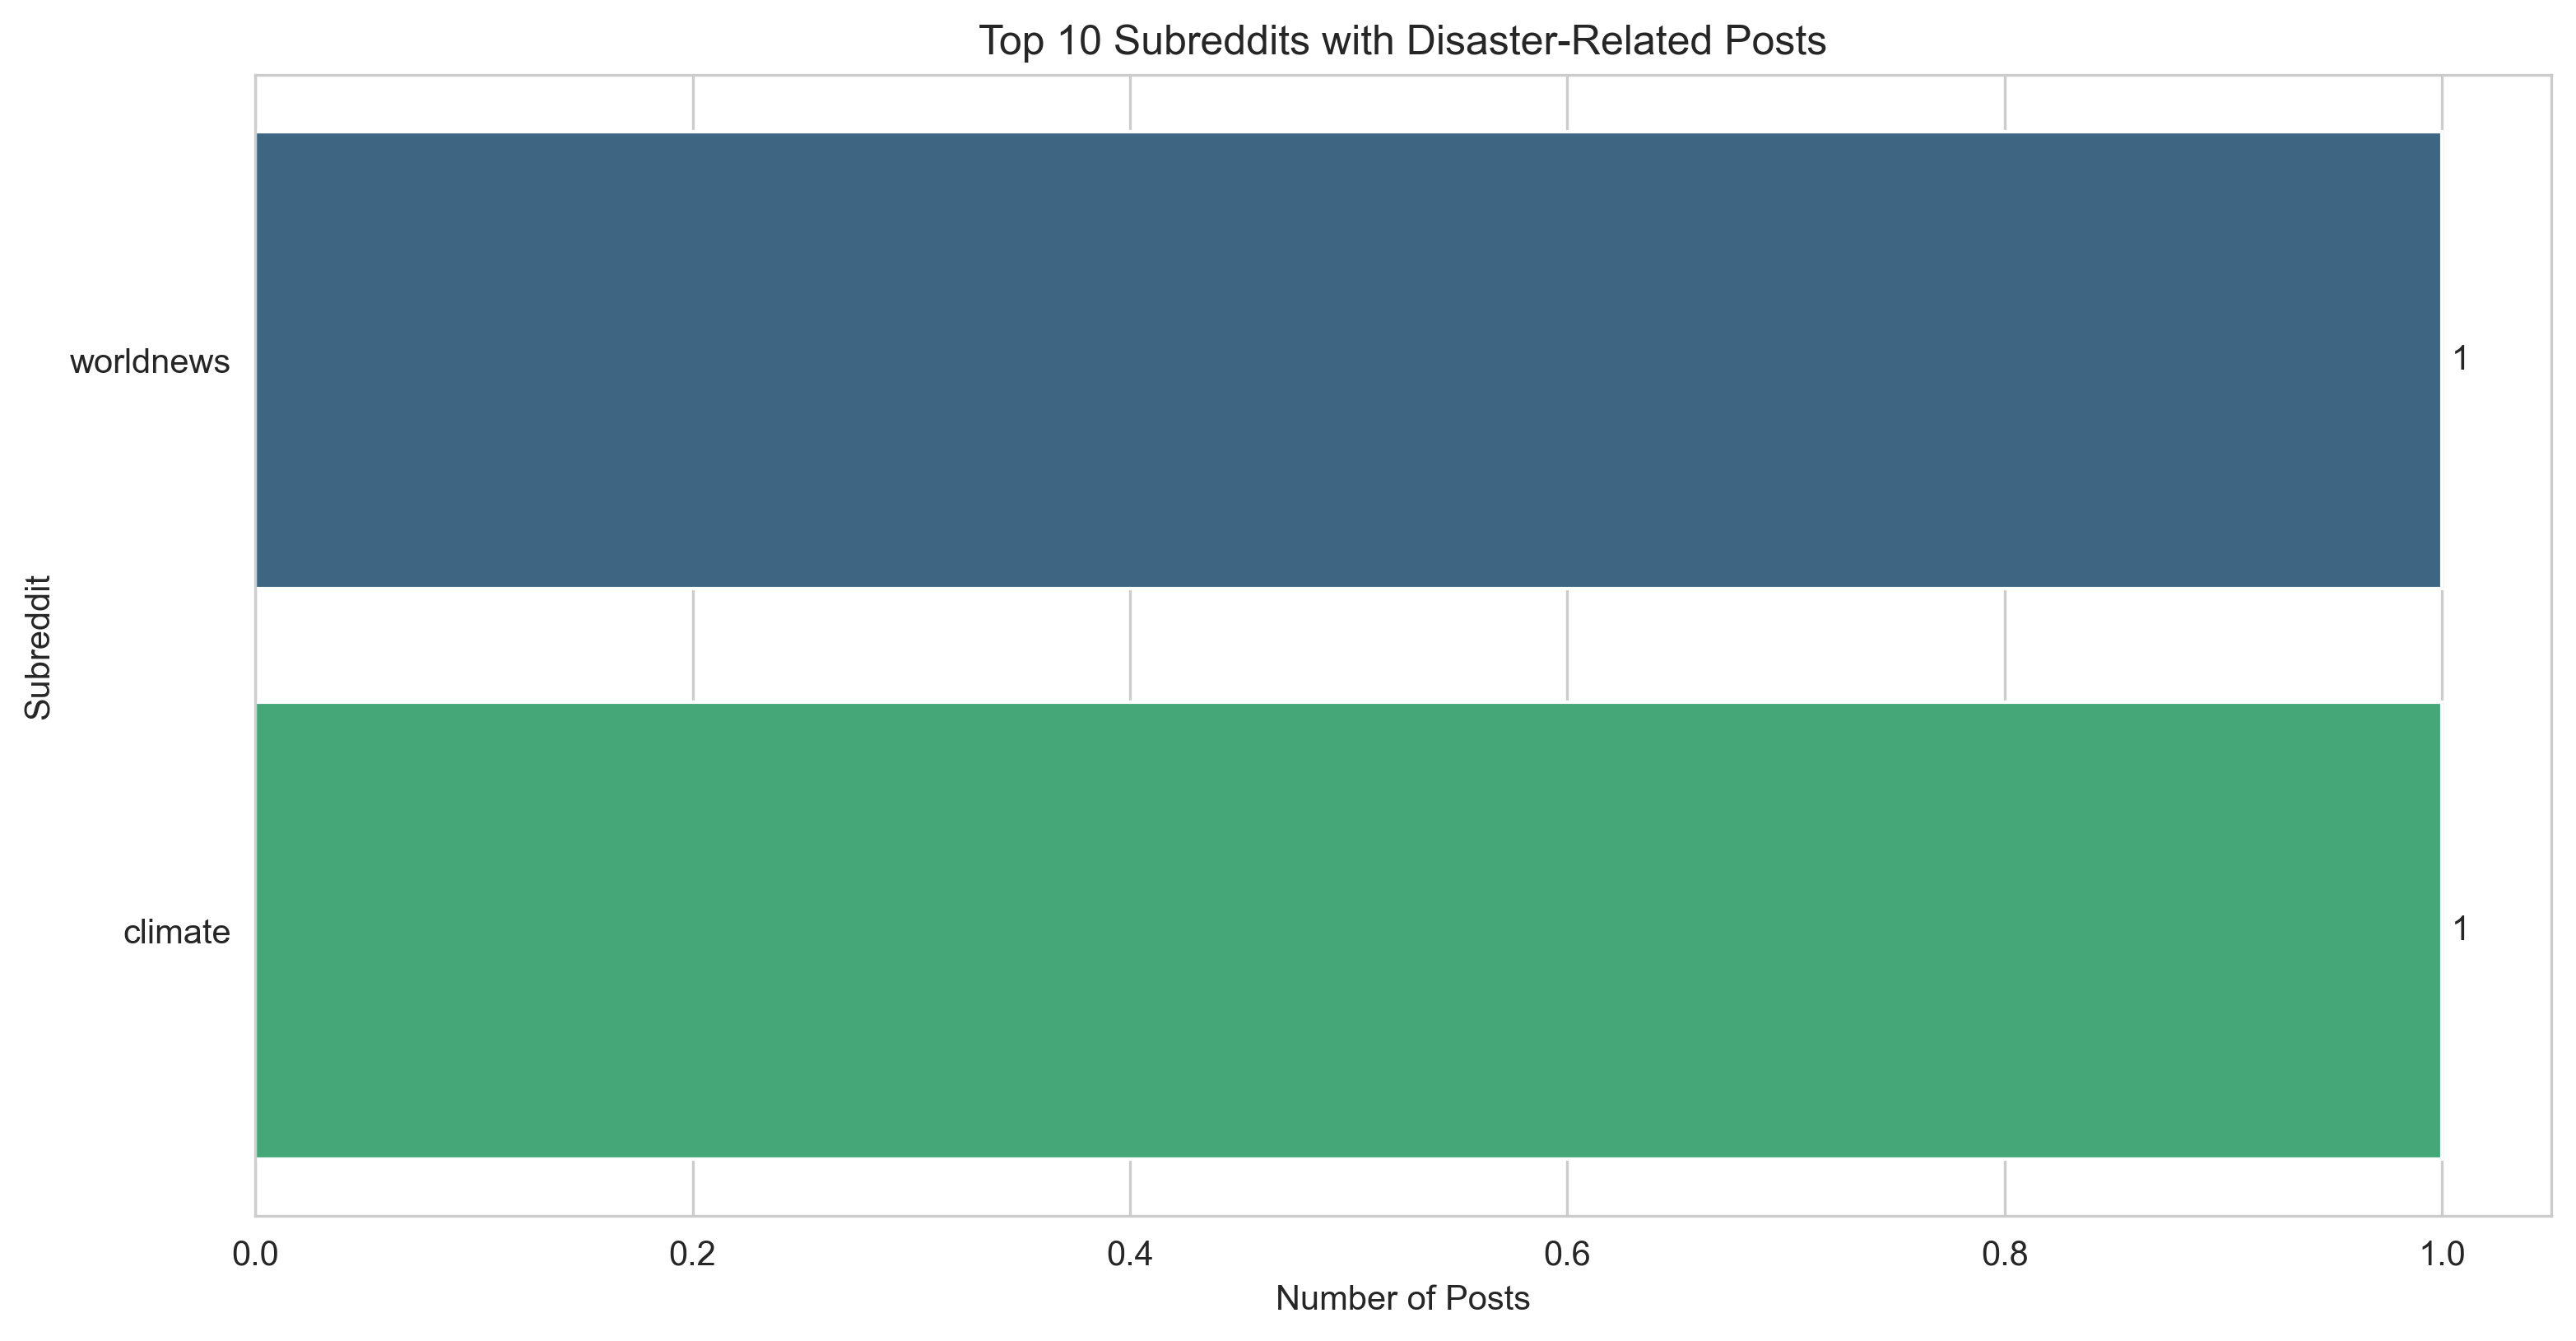 Top 10 Subreddits with Disaster-Related Posts
worldnews
1
Subreddit
climate
1
0.0 0.2 0.4 0.6 0.8 1.0
Number of Posts